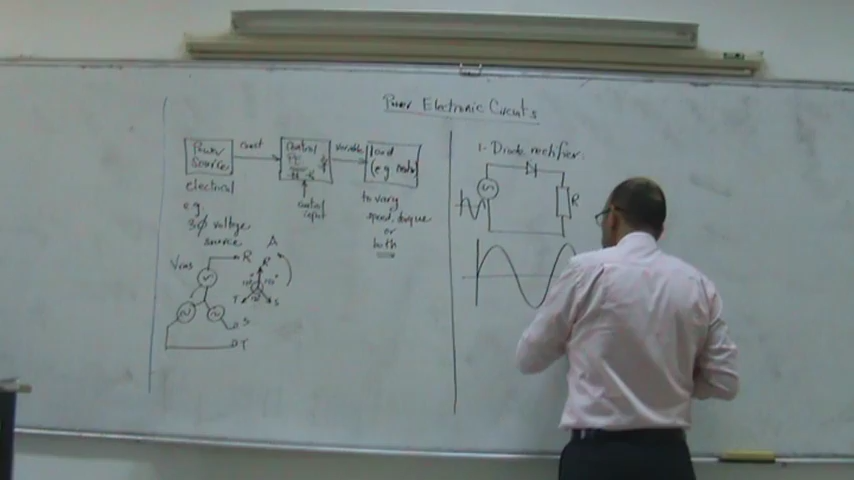 Power Electronic Circuits
Power
Source
const
Control
PE
variable
load
(e.g. motor)
electrical
e.g.
3Ø voltage
source
control
input
to vary
speed, torque
or
both
Vrms
R
S
T
A
R
T
S
1- Diode rectifier:
R